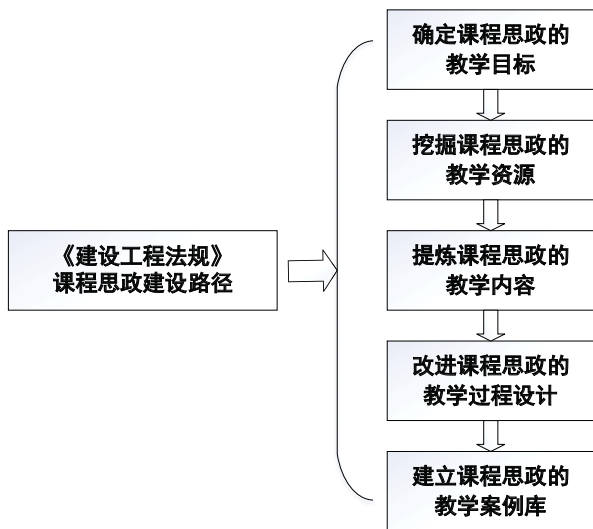 《建设工程法规》
课程思政建设路径
确定课程思政的
教学目标
挖掘课程思政的
教学资源
提炼课程思政的
教学内容
改进课程思政的
教学过程设计
建立课程思政的
教学案例库